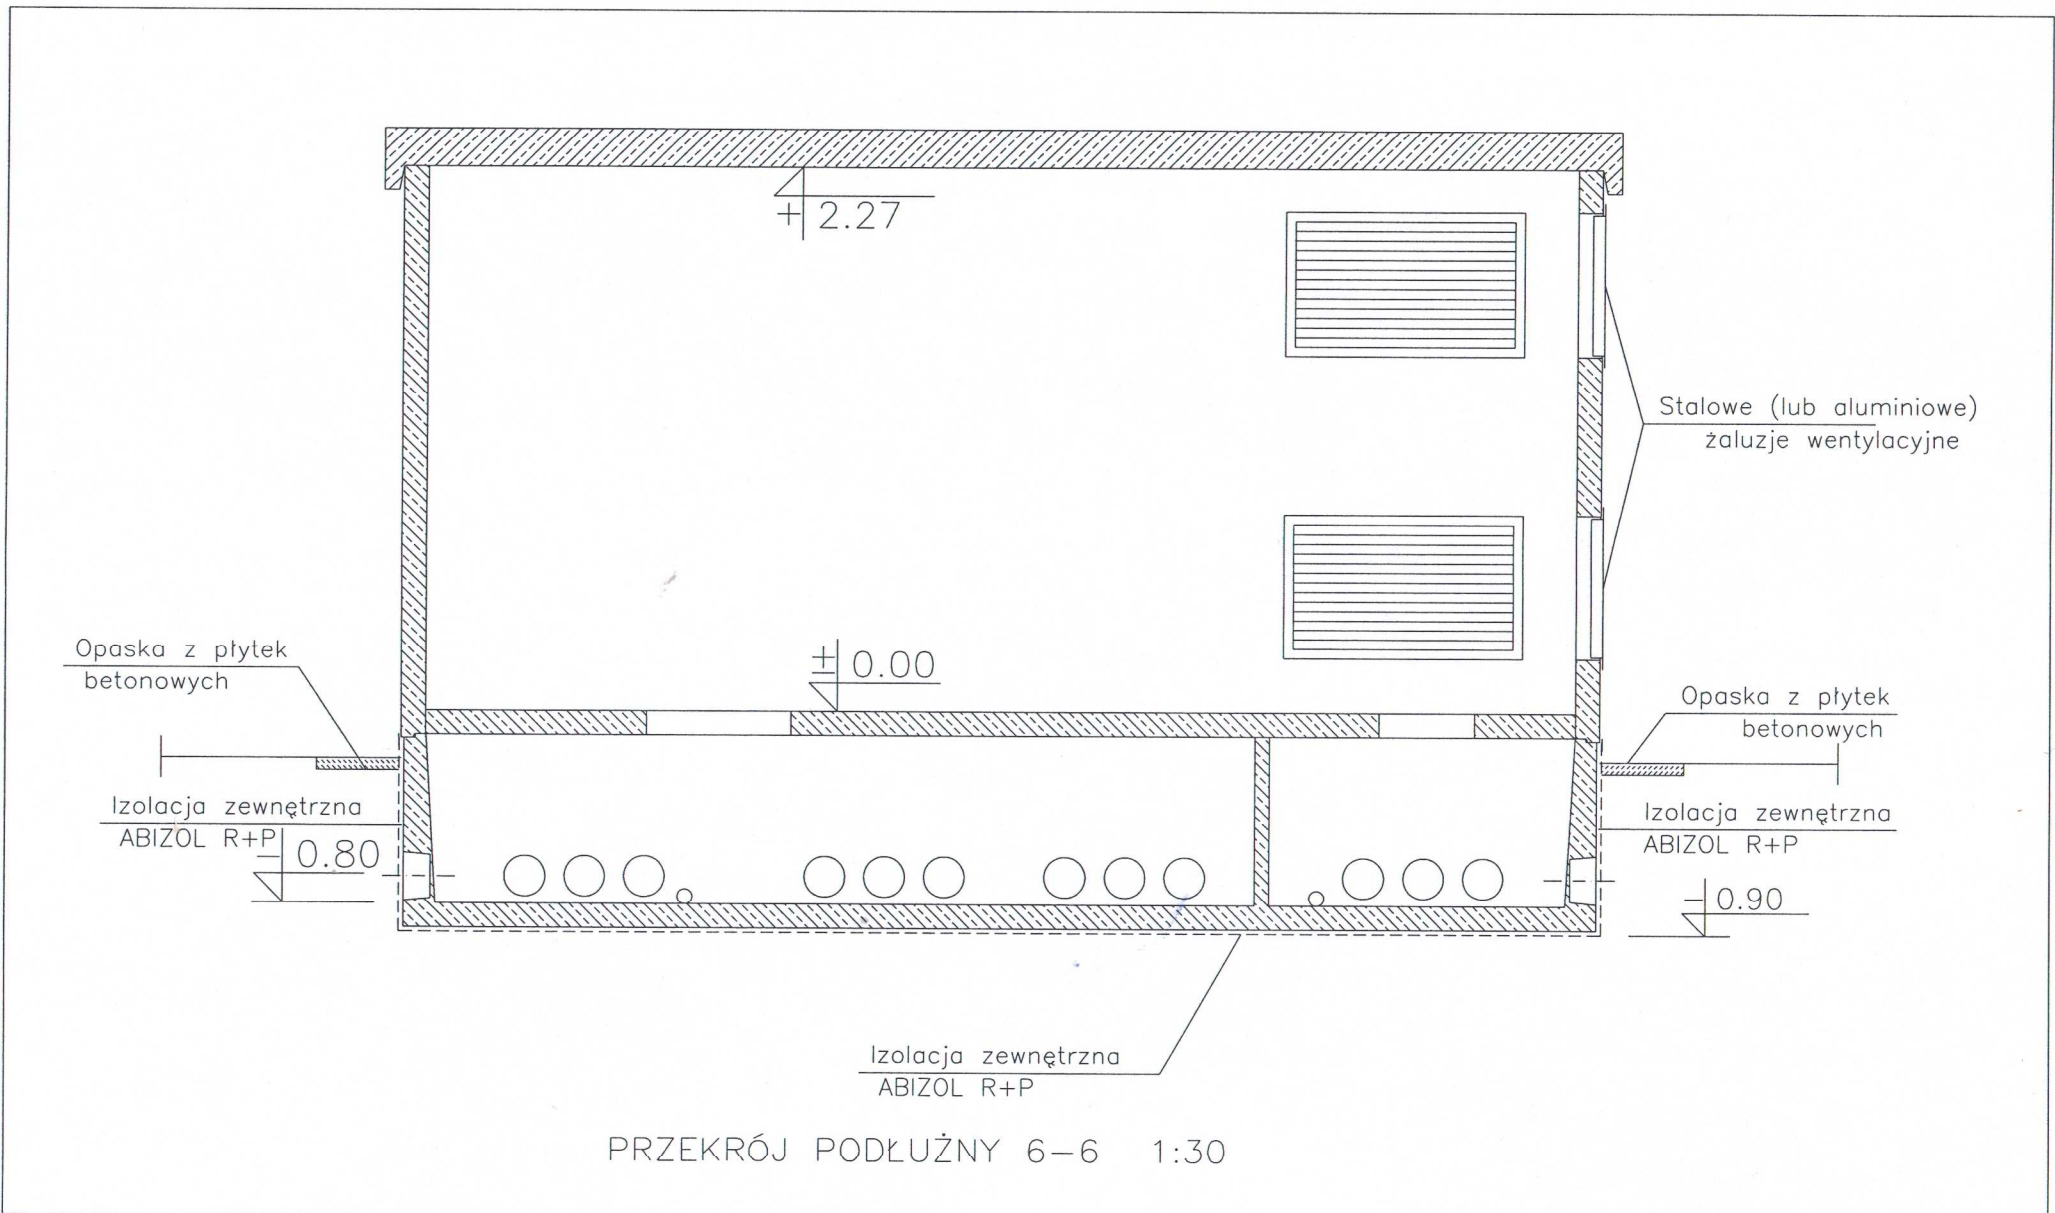 + 2.27
Stalowe (lub aluminiowe)
żaluzje wentylacyjne
Opaska z płytek
betonowych
± 0.00
Opaska z płytek
betonowych
Izolacja zewnętrzna
ABIZOL R+P
− 0.80
Izolacja zewnętrzna
ABIZOL R+P
− 0.90
Izolacja zewnętrzna
ABIZOL R+P
PRZEKRÓJ PODŁUŻNY 6−6 1:30